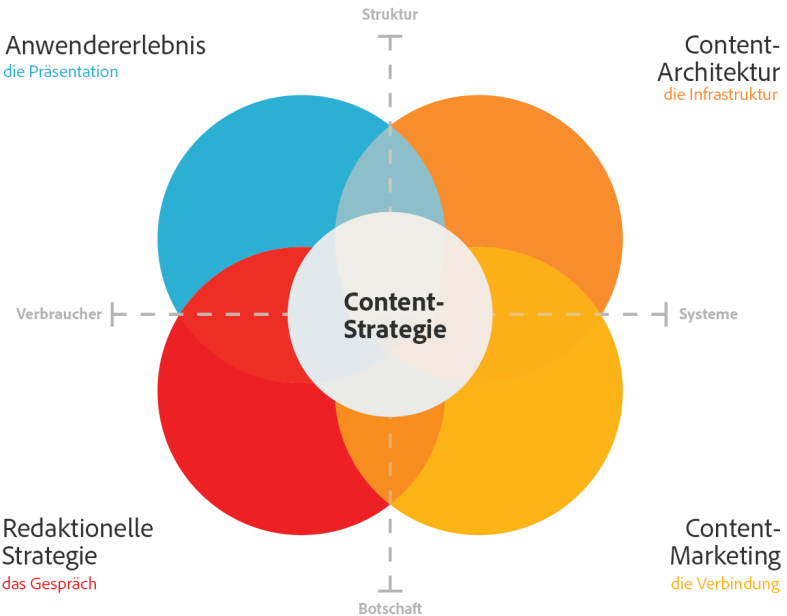 Struktur
Anwendererlebnis
die Präsentation
Content-
Architektur
die Infrastruktur
Verbraucher
Content-
Strategie
Systeme
Redaktionelle
Strategie
das Gespräch
Content-
Marketing
die Verbindung
Botschaft